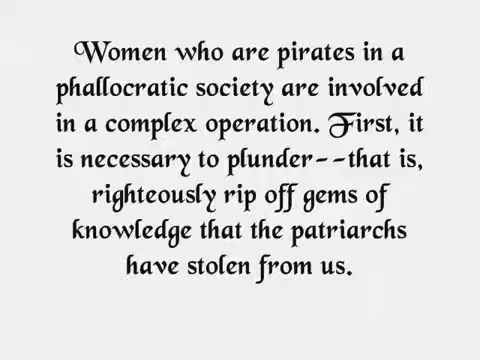 Women who are pirates in a
phallocratic society are involved
in a complex operation. First, it
is necessary to plunder--that is,
righteously rip off gems of
knowledge that the patriarchs
have stolen from us.